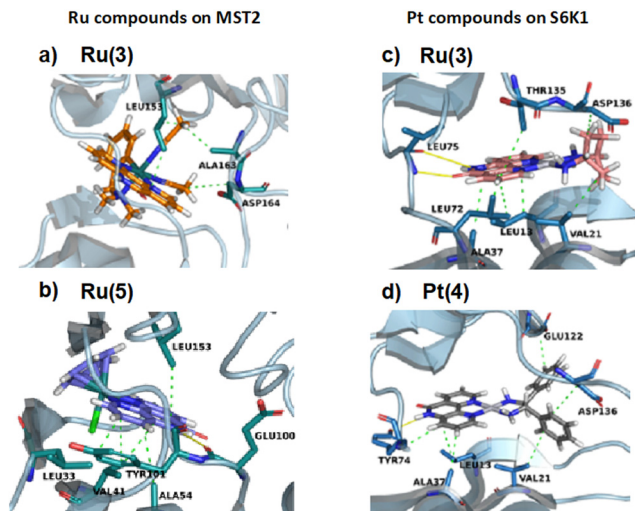 Ru compounds on MST2
Pt compounds on S6K1
a) Ru(3)
LEU153
ALA163
ASP164
c) Ru(3)
THR135
ASP136
LEU75
LEU72
LEU13
VAL21
ALA37
b) Ru(5)
LEU153
GLU100
LEU33
TYR101
VAL41
ALA54
d) Pt(4)
GLU122
ASP136
TYR74
LEU13
ALA37
VAL21